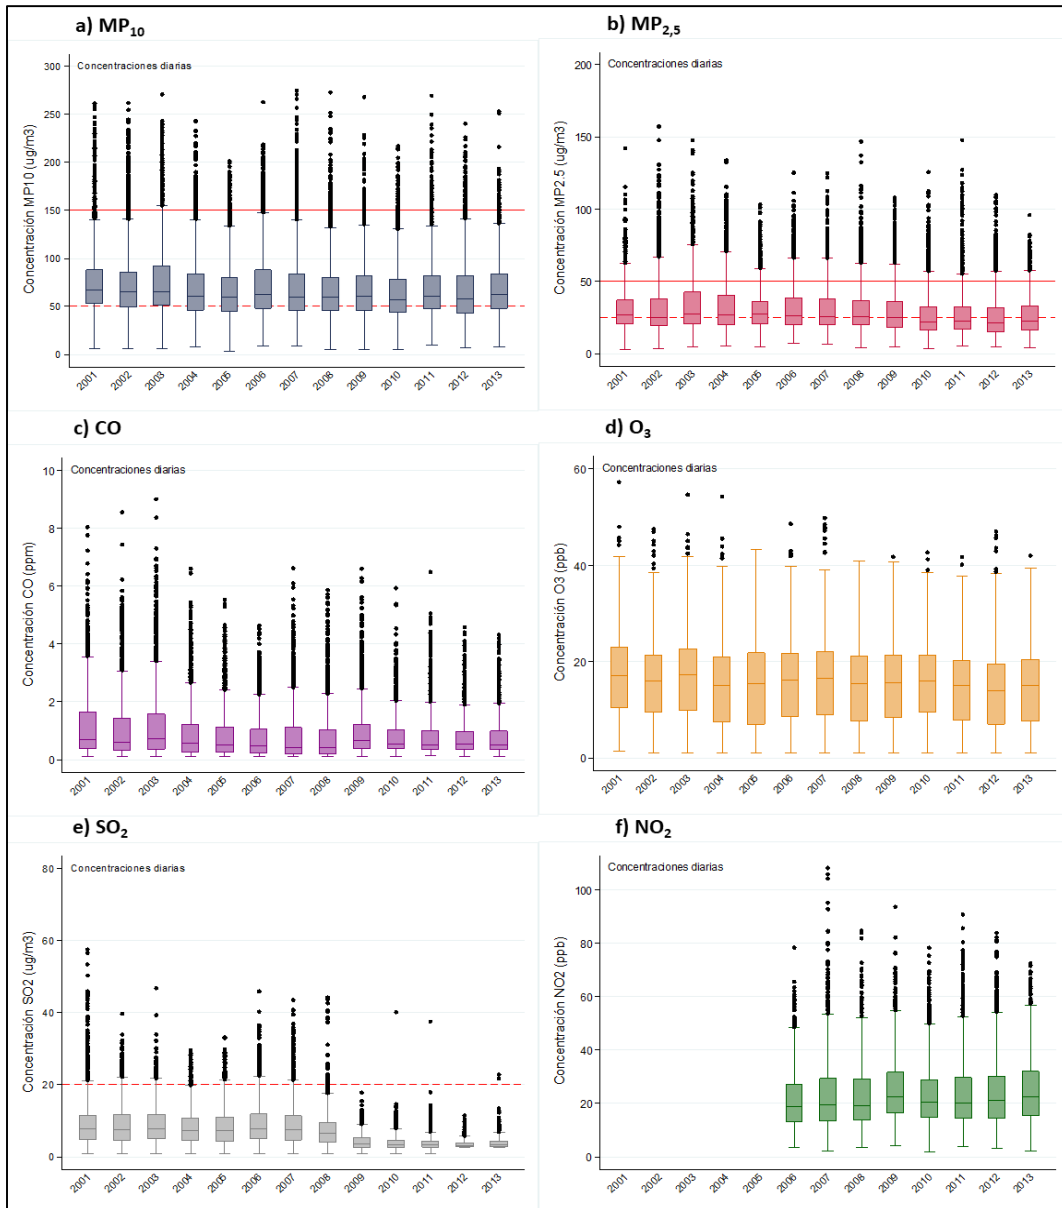 a) MP10
Concentraciones diarias
Concentración MP10 (ug/m3)
300
250
200
150
100
50
0
2001 2002 2003 2004 2005 2006 2007 2008 2009 2010 2011 2012 2013
b) MP2,5
Concentraciones diarias
Concentración MP2,5 (ug/m3)
200
150
100
50
0
2001 2002 2003 2004 2005 2006 2007 2008 2009 2010 2011 2012 2013
c) CO
Concentraciones diarias
Concentración CO (ppm)
10
8
6
4
2
0
2001 2002 2003 2004 2005 2006 2007 2008 2009 2010 2011 2012 2013
d) O3
Concentraciones diarias
Concentración O3 (ppb)
60
40
20
0
2001 2002 2003 2004 2005 2006 2007 2008 2009 2010 2011 2012 2013
e) SO2
Concentraciones diarias
Concentración SO2 (ug/m3)
80
60
40
20
0
2001 2002 2003 2004 2005 2006 2007 2008 2009 2010 2011 2012 2013
f) NO2
Concentraciones diarias
Concentración NO2 (ppb)
100
80
60
40
20
0
2001 2002 2003 2004 2005 2006 2007 2008 2009 2010 2011 2012 2013